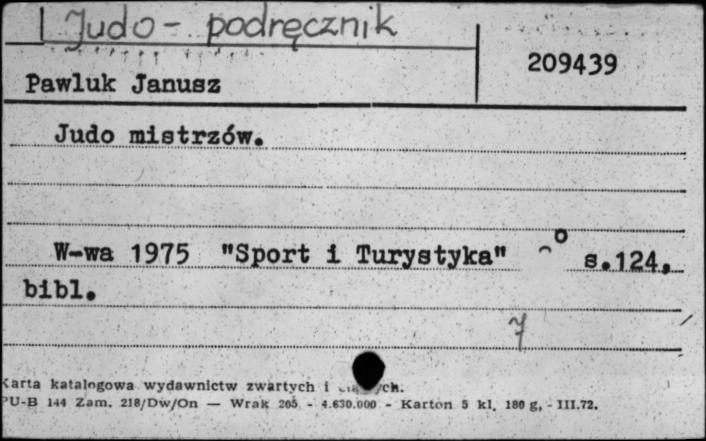 Judo - podręcznik
209439
Pawluk Janusz
Judo mistrzów.
W-wa 1975 "Sport i Turystyka" s.124,
bibl.
7
Karta katalogowa wydawnictw zwartych i
PU-B 144 Zam. 218/Dw/On — Wrak 205 - 4.630.000 - Karton 5 kl. 180 g, - III.72.